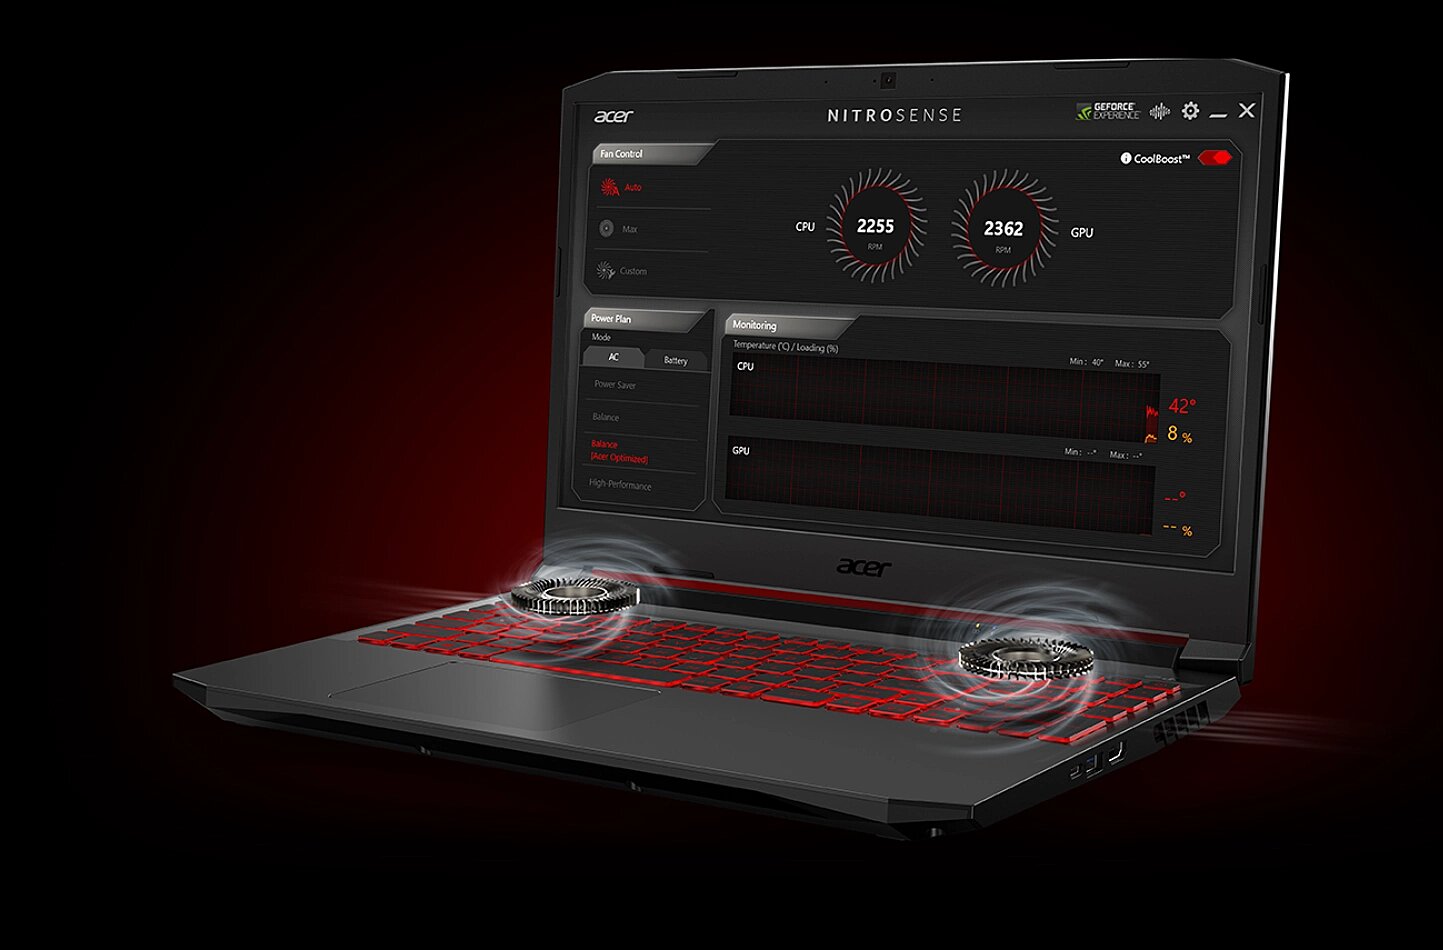 acer
NITROSENSE
GEFORCE
EXPERIENCE
Fan Control
CoolBoost™
Auto
Max
Custom
CPU
2255
RPM
2362
RPM
GPU
Power Plan
Mode
AC
Battery
Power Saver
Balance
Balance
[Acer Optimized]
High-Performance
Monitoring
Temperature (°C) / Loading (%)
CPU
Min : 40° Max : 55°
42°
8 %
GPU
Min : --° Max : --°
--°
-- %
acer